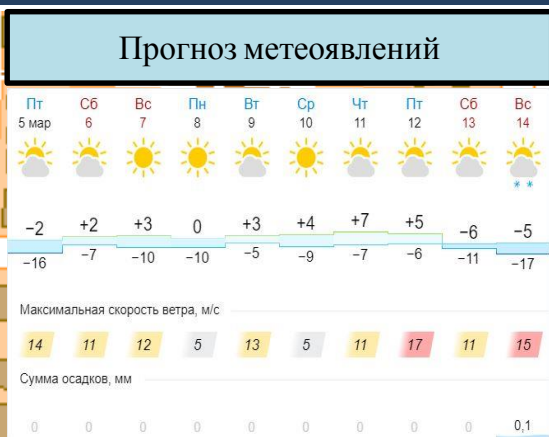 Прогноз метеоявлений
Пт Сб Вс Пн Вт Ср Чт Пт Сб Вс
5 мар 6 7 8 9 10 11 12 13 14
−2 +2 +3 0 +3 +4 +7 +5 −6 −5
−16 −7 −10 −10 −5 −9 −7 −6 −11 −17
Максимальная скорость ветра, м/с
14 11 12 5 13 5 11 17 11 15
Сумма осадков, мм
0 0 0 0 0 0 0 0 0 0,1